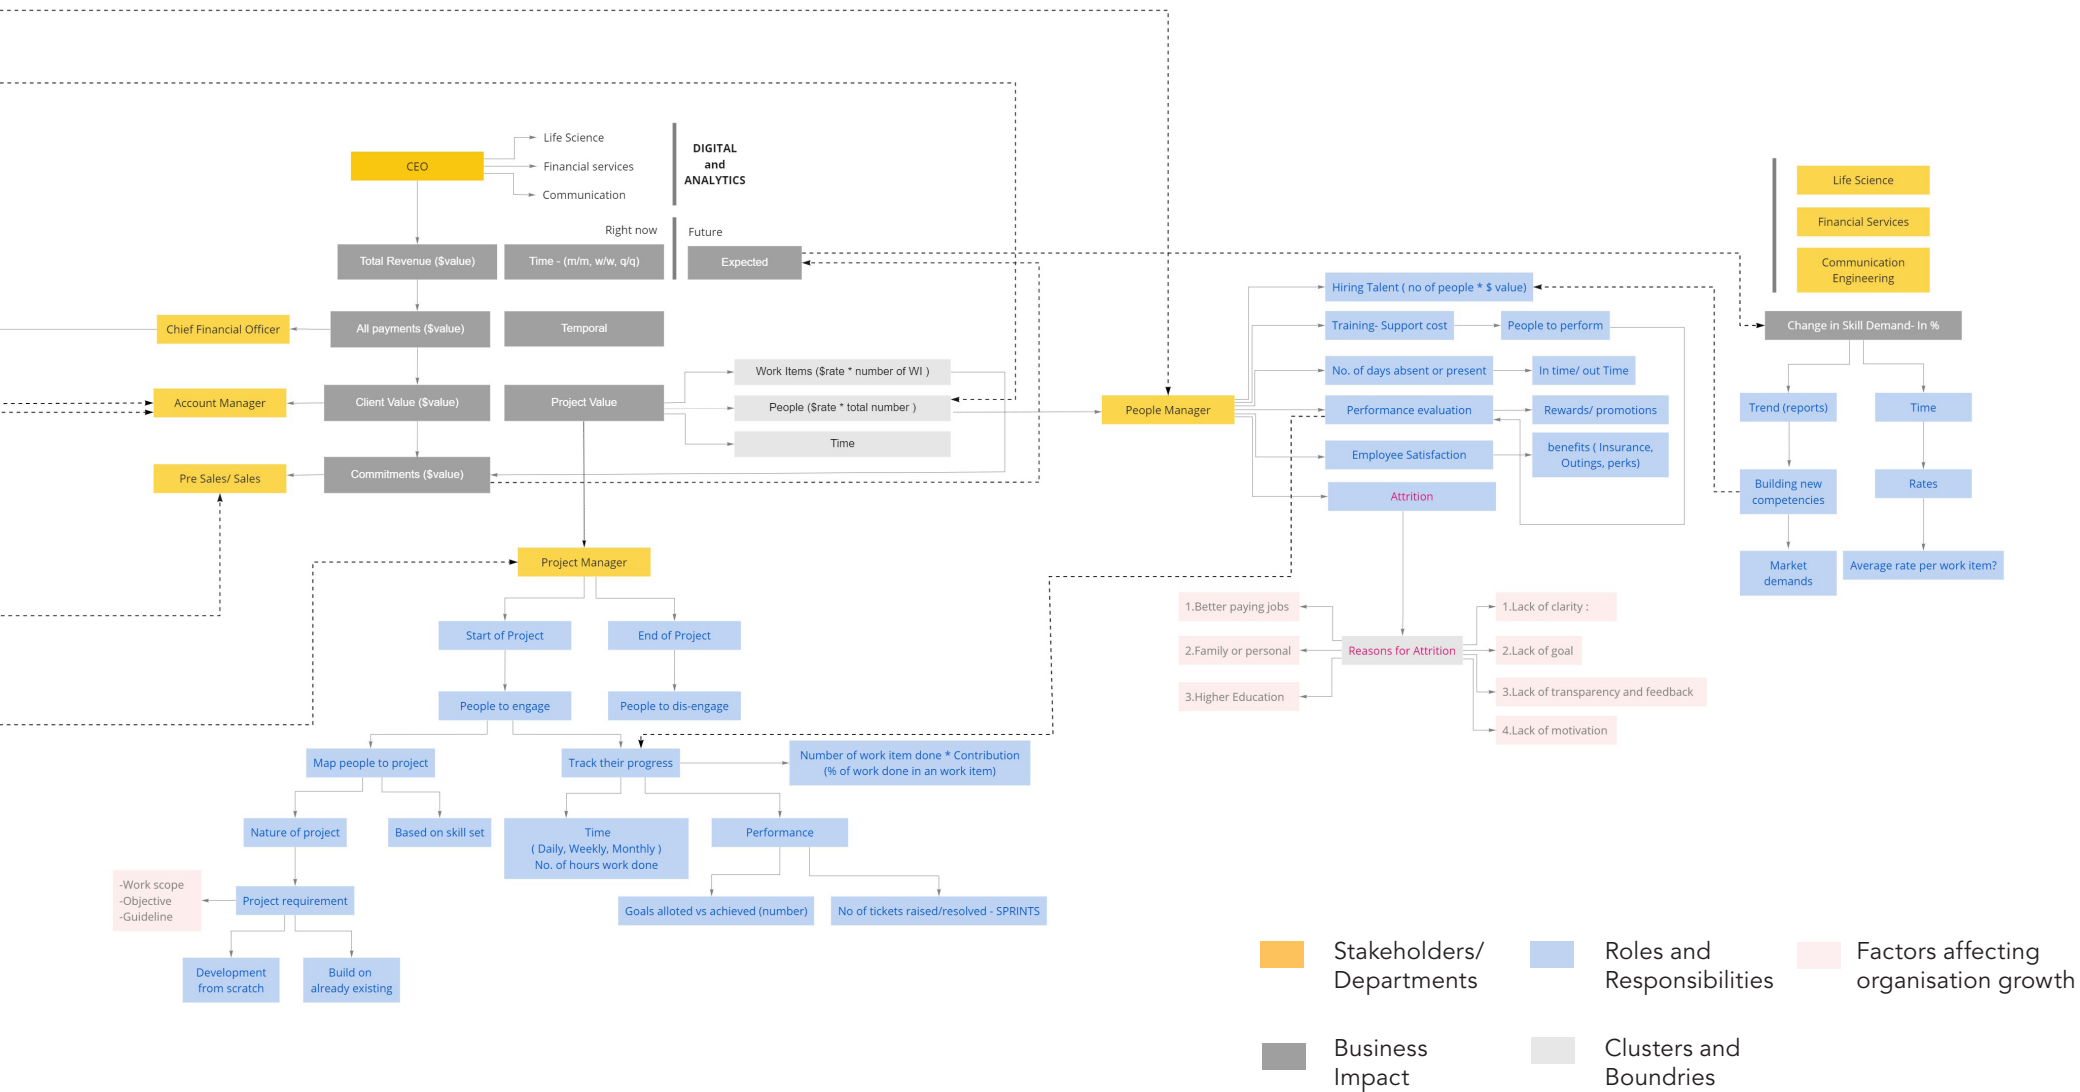 Life Science
CEO
Financial services
Communication
DIGITAL
and
ANALYTICS
Right now
Future
Total Revenue ($value)
Time - (m/m, w/w, q/q)
Expected
Chief Financial Officer
All payments ($value)
Temporal
Account Manager
Client Value ($value)
Project Value
Work Items ($rate * number of WI )
People ($rate * total number )
Time
Pre Sales/ Sales
Commitments ($value)
Project Manager
Start of Project
End of Project
People to engage
People to dis-engage
Map people to project
Track their progress
Number of work item done * Contribution
(% of work done in an work item)
Nature of project
Based on skill set
Time
( Daily, Weekly, Monthly )
No. of hours work done
Performance
-Work scope
-Objective
-Guideline
Project requirement
Goals alloted vs achieved (number)
No of tickets raised/resolved - SPRINTS
Development
from scratch
Build on
already existing
People Manager
Hiring Talent ( no of people * $ value)
Training- Support cost
People to perform
No. of days absent or present
In time/ out Time
Performance evaluation
Rewards/ promotions
Employee Satisfaction
benefits ( Insurance,
Outings, perks)
Attrition
Reasons for Attrition
1.Better paying jobs
2.Family or personal
3.Higher Education
1.Lack of clarity :
2.Lack of goal
3.Lack of transparency and feedback
4.Lack of motivation
Life Science
Financial Services
Communication
Engineering
Change in Skill Demand- In %
Trend (reports)
Time
Building new
competencies
Rates
Market
demands
Average rate per work item?
Stakeholders/
Departments
Roles and
Responsibilities
Factors affecting
organisation growth
Business
Impact
Clusters and
Boundries